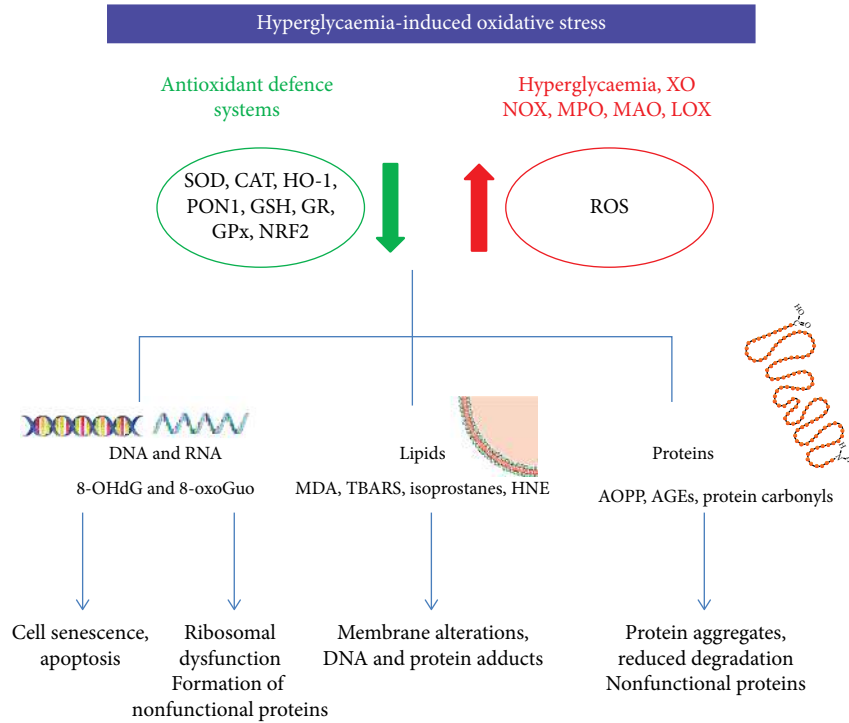 Hyperglycaemia-induced oxidative stress
Antioxidant defence
systems
Hyperglycaemia, XO
NOX, MPO, MAO, LOX
SOD, CAT, HO-1,
PON1, GSH, GR,
GPx, NRF2
ROS
HO
C
O
H
N
H
DNA and RNA
Lipids
Proteins
8-OHdG and 8-oxoGuo
MDA, TBARS, isoprostanes, HNE
AOPP, AGEs, protein carbonyls
Cell senescence,
apoptosis
Ribosomal
dysfunction
Formation of
nonfunctional proteins
Membrane alterations,
DNA and protein adducts
Protein aggregates,
reduced degradation
Nonfunctional proteins